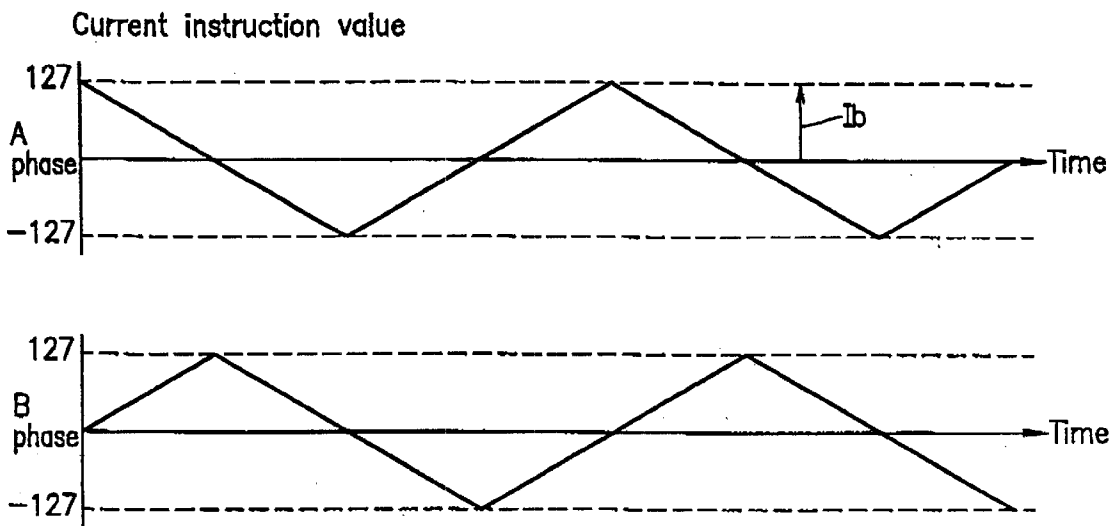 Current instruction value
127
A
phase
-127
Ib
Time
127
B
phase
-127
Time